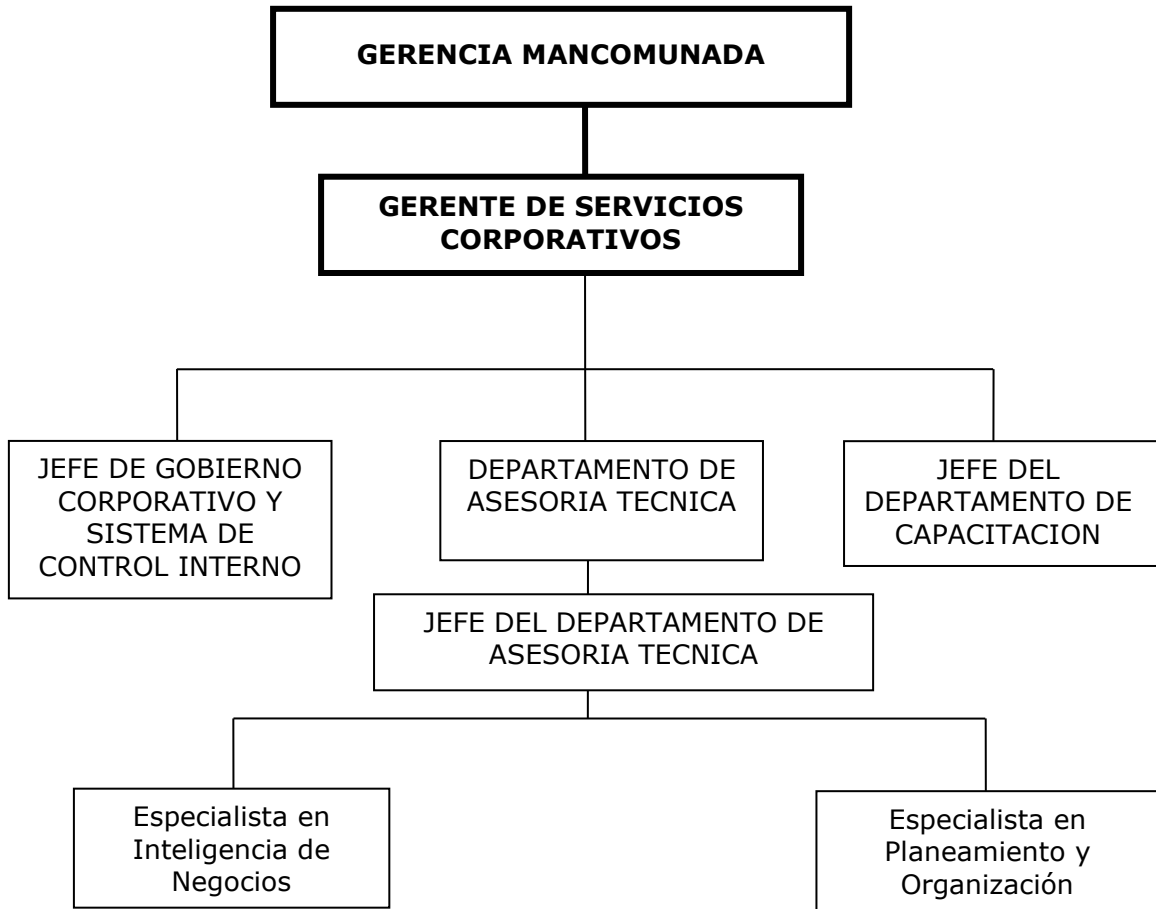 GERENCIA MANCOMUNADA
GERENTE DE SERVICIOS
CORPORATIVOS
JEFE DE GOBIERNO
CORPORATIVO Y
SISTEMA DE
CONTROL INTERNO
DEPARTAMENTO DE
ASESORIA TECNICA
JEFE DEL
DEPARTAMENTO DE
CAPACITACION
JEFE DEL DEPARTAMENTO DE
ASESORIA TECNICA
Especialista en
Inteligencia de
Negocios
Especialista en
Planeamiento y
Organización